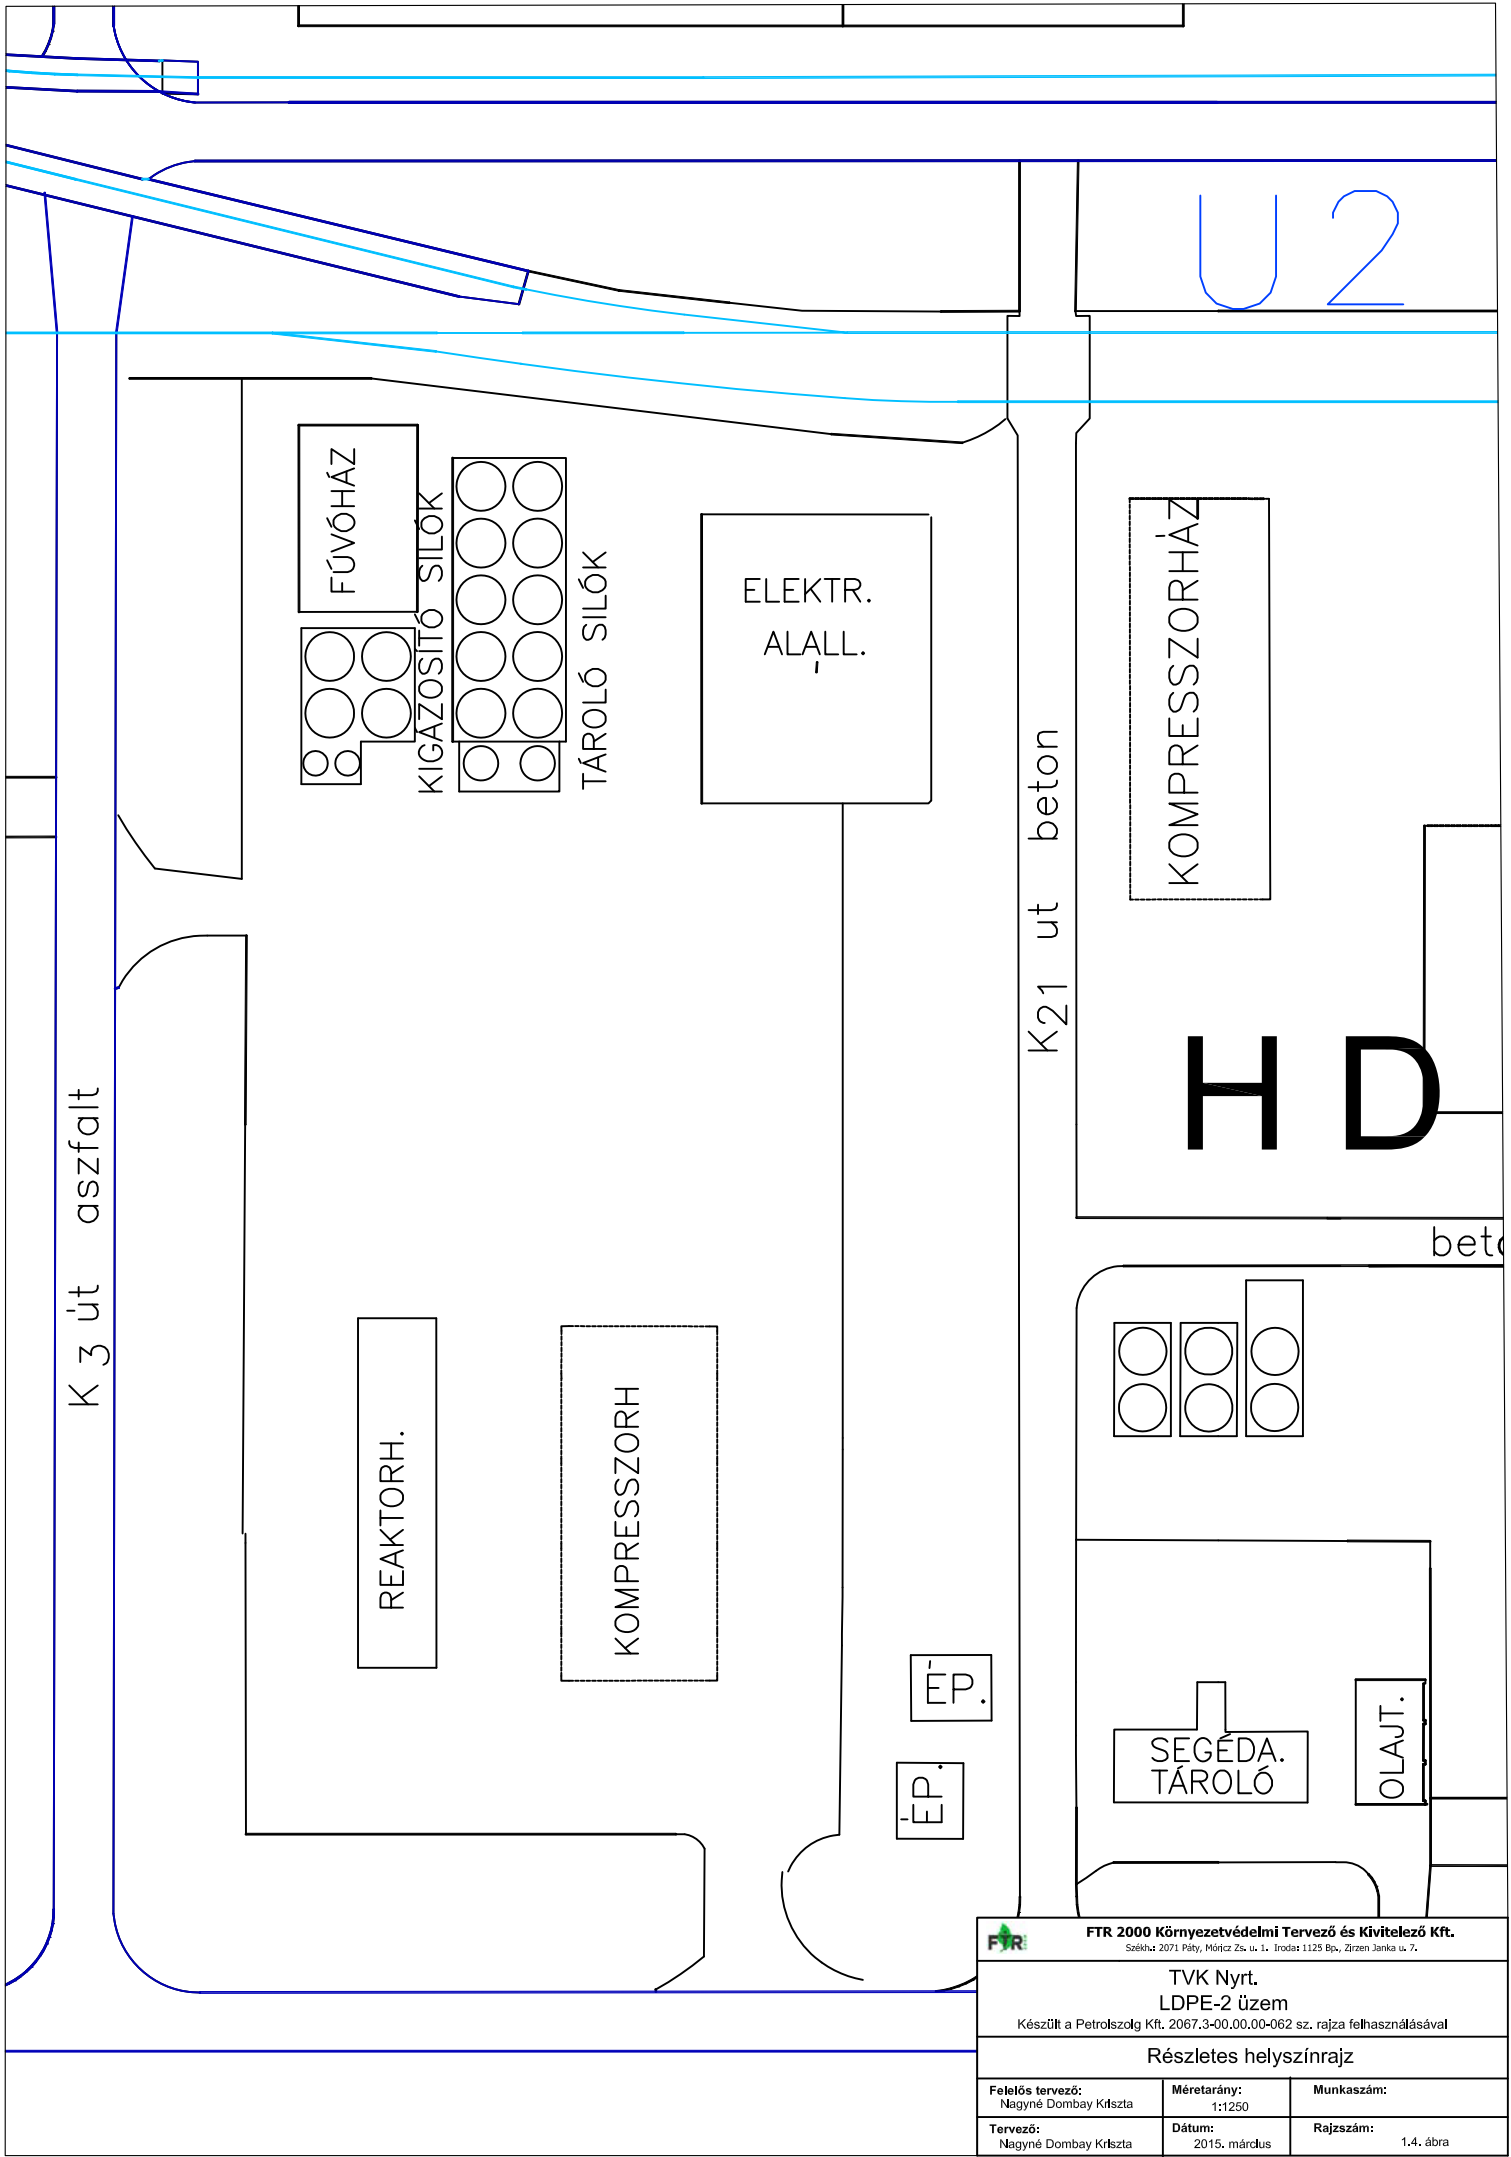 U2
FÚVÓHÁZ
KIGÁZOSÍTÓ SILÓK
TÁROLÓ SILÓK
ELEKTR.
ALÁLL.
KOMPRESSZORHÁZ
K21 ut beton
HD
K 3 út aszfalt
REAKTORH.
KOMPRESSZORH
ÉP.
ÉP.
SEGÉDA.
TÁROLÓ
OLAJT.
FTR
FTR 2000 Környezetvédelmi Tervező és Kivitelező Kft.
Székh.: 2071 Páty, Móricz Zs. u. 1. Iroda: 1125 Bp., Zirzen Janka u. 7.
TVK Nyrt.
LDPE-2 üzem
Készült a Petrolszolg Kft. 2067.3-00.00.00-062 sz. rajza felhasználásával
Részletes helyszínrajz
Felelős tervező:
Nagyné Dombay Kriszta
Méretarány:
1:1250
Munkaszám:
Tervező:
Nagyné Dombay Kriszta
Dátum:
2015. március
Rajzszám:
1.4. ábra